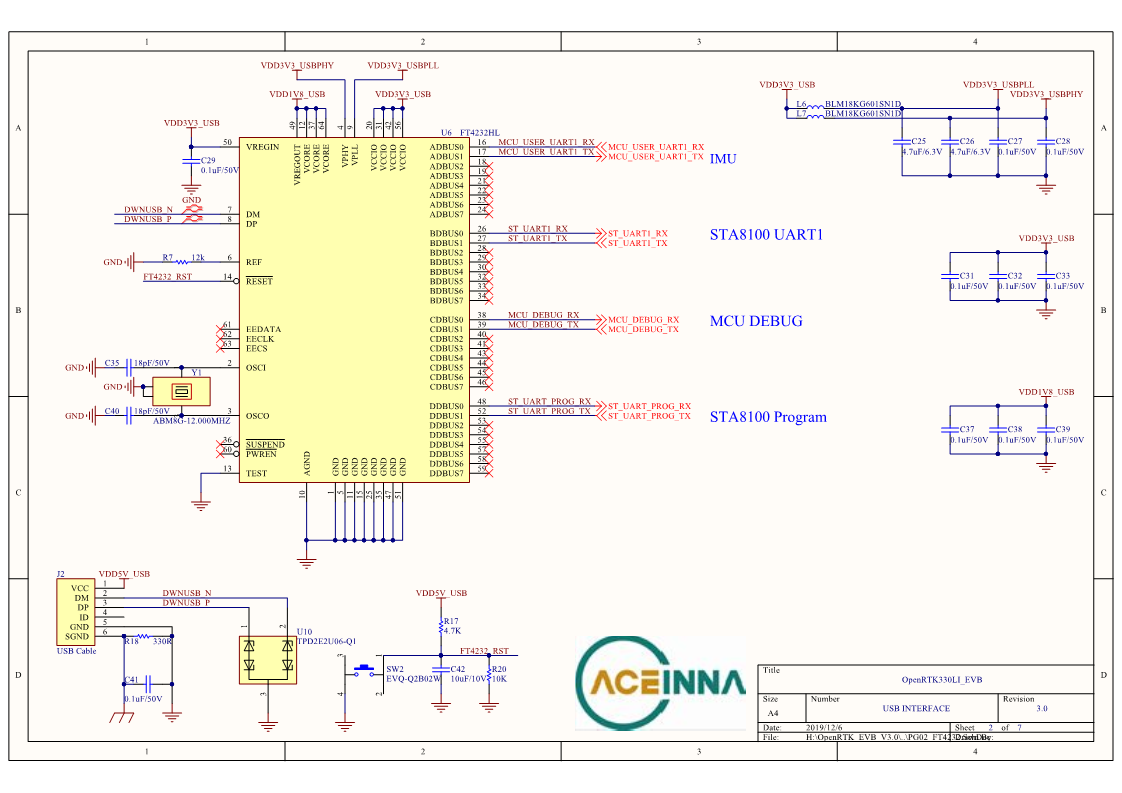 1 2 3 4
A
B
C
D
VDD3V3_USBPHY
VDD3V3_USBPLL
VDD1V8_USB
VDD3V3_USB
VDD3V3_USB
C29
0.1uF/50V
GND
DWNUSB_N
DWNUSB_P
GND
R7 12k
FT4232_RST
GND
C35 18pF/50V
Y1
GND
GND
C40 18pF/50V
ABM8G-12.000MHZ
U6 FT4232HL
49 12 37 64 4 9 20 31 42 56
VREGOUT
VCORE
VCORE
VCORE
VPHY
VPLL
VCCIO
VCCIO
VCCIO
VCCIO
50 VREGIN
7 DM
8 DP
6 REF
14 RESET
61 EEDATA
62 EECLK
63 EECS
2 OSCI
3 OSCO
36 SUSPEND
60 PWREN
13 TEST
AGND
GND
GND
GND
GND
GND
GND
GND
GND
10 1 5 11 15 25 35 47 51
ADBUS0 16 MCU_USER_UART1_RX MCU_USER_UART1_RX
ADBUS1 17 MCU_USER_UART1_TX MCU_USER_UART1_TX
IMU
ADBUS2 18
ADBUS3 19
ADBUS4 21
ADBUS5 22
ADBUS6 23
ADBUS7 24
BDBUS0 26 ST_UART1_RX ST_UART1_RX
BDBUS1 27 ST_UART1_TX ST_UART1_TX
STA8100 UART1
BDBUS2 28
BDBUS3 29
BDBUS4 30
BDBUS5 32
BDBUS6 33
BDBUS7 34
CDBUS0 38 MCU_DEBUG_RX MCU_DEBUG_RX
CDBUS1 39 MCU_DEBUG_TX MCU_DEBUG_TX
MCU DEBUG
CDBUS2 40
CDBUS3 41
CDBUS4 43
CDBUS5 44
CDBUS6 45
CDBUS7 46
DDBUS0 48 ST_UART_PROG_RX ST_UART_PROG_RX
DDBUS1 52 ST_UART_PROG_TX ST_UART_PROG_TX
STA8100 Program
DDBUS2 53
DDBUS3 54
DDBUS4 55
DDBUS5 57
DDBUS6 58
DDBUS7 59
VDD3V3_USB
VDD3V3_USBPLL
VDD3V3_USBPHY
L6 BLM18KG601SN1D
L7 BLM18KG601SN1D
C25 C26 C27 C28
4.7uF/6.3V 4.7uF/6.3V 0.1uF/50V 0.1uF/50V
VDD3V3_USB
C31 C32 C33
0.1uF/50V 0.1uF/50V 0.1uF/50V
VDD1V8_USB
C37 C38 C39
0.1uF/50V 0.1uF/50V 0.1uF/50V
J2
VDD5V_USB
VCC 1
DM 2 DWNUSB_N
DP 3 DWNUSB_P
ID 4
GND 5
SGND 6
USB Cable
R18 330R
C41
0.1uF/50V
1 2 3
U10
TPD2E2U06-Q1
VDD5V_USB
R17
4.7K
FT4232_RST
3 1 4 2
SW2
EVQ-Q2B02W
C42
10uF/10V
R20
10K
ACEINNA
Title
OpenRTK330LI_EVB
Size
A4
Number
USB INTERFACE
Revision
3.0
Date: 2019/12/6 Sheet 2 of 7
File: H:\OpenRTK_EVB_V3.0\..\PG02_FT4232
1 2 3 4
A
B
C
D